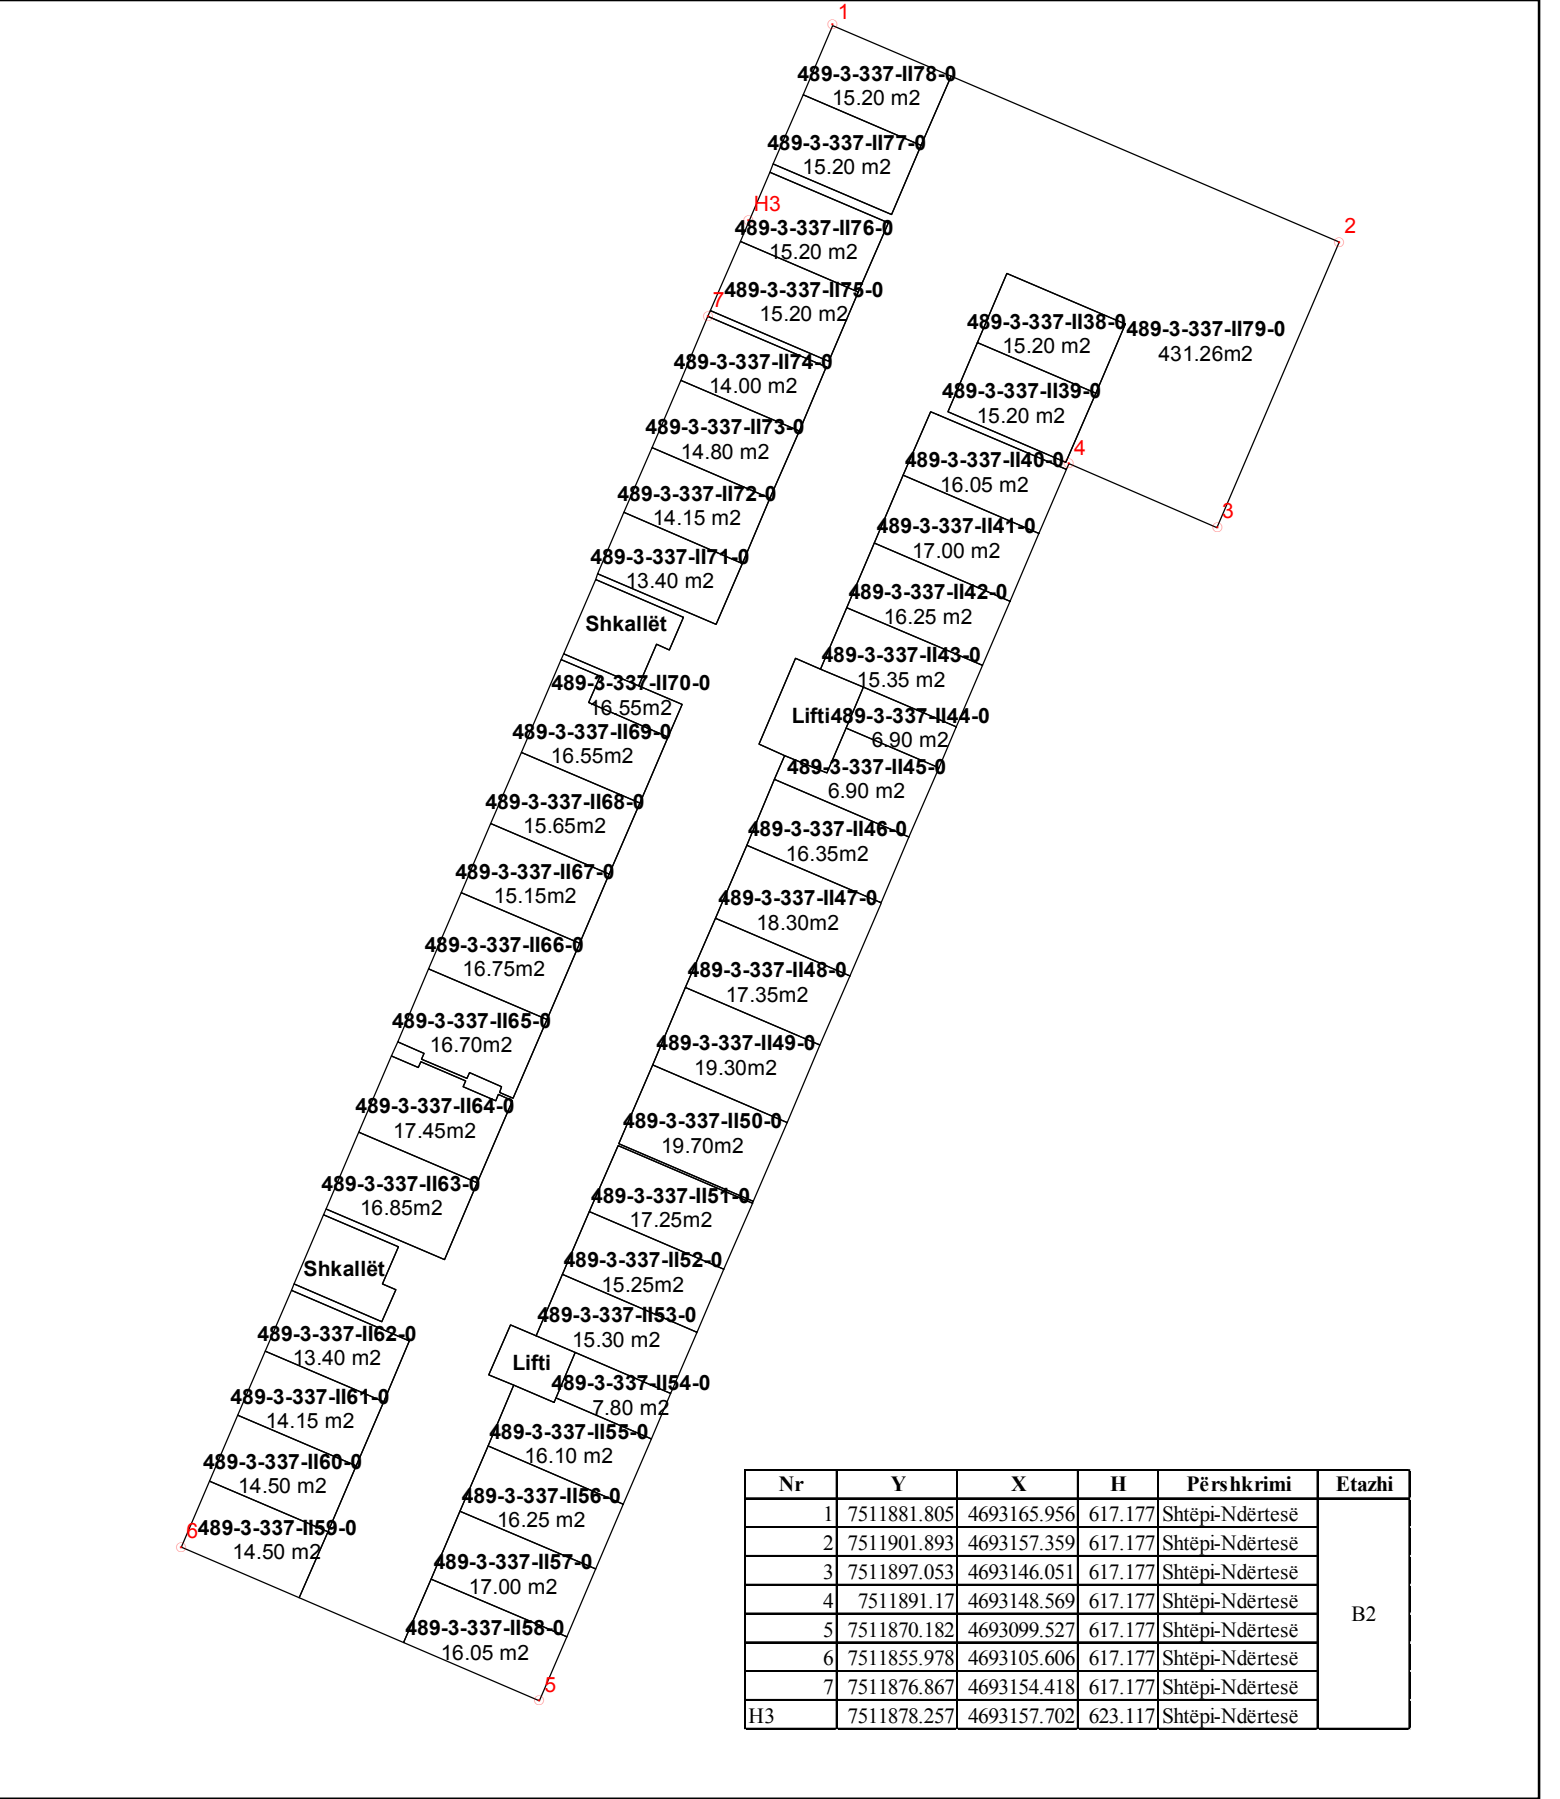 1
489-3-337-II78-0
15.20 m2
489-3-337-II77-0
15.20 m2
H3
489-3-337-II76-0
15.20 m2
2
7
489-3-337-II75-0
15.20 m2
489-3-337-II38-0
15.20 m2
489-3-337-II79-0
431.26m2
489-3-337-II74-0
14.00 m2
489-3-337-II39-0
15.20 m2
489-3-337-II73-0
14.80 m2
4
489-3-337-II40-0
16.05 m2
489-3-337-II72-0
14.15 m2
3
489-3-337-II41-0
17.00 m2
489-3-337-II71-0
13.40 m2
489-3-337-II42-0
16.25 m2
Shkallët
489-3-337-II43-0
15.35 m2
489-3-337-II70-0
16.55m2
Lifti
489-3-337-II44-0
6.90 m2
489-3-337-II69-0
16.55m2
489-3-337-II45-0
6.90 m2
489-3-337-II68-0
15.65m2
489-3-337-II46-0
16.35m2
489-3-337-II67-0
15.15m2
489-3-337-II47-0
18.30m2
489-3-337-II66-0
16.75m2
489-3-337-II48-0
17.35m2
489-3-337-II65-0
16.70m2
489-3-337-II49-0
19.30m2
489-3-337-II64-0
17.45m2
489-3-337-II50-0
19.70m2
489-3-337-II63-0
16.85m2
489-3-337-II51-0
17.25m2
Shkallët
489-3-337-II52-0
15.25m2
489-3-337-II53-0
15.30 m2
489-3-337-II62-0
13.40 m2
Lifti
489-3-337-II54-0
7.80 m2
489-3-337-II61-0
14.15 m2
489-3-337-II55-0
16.10 m2
489-3-337-II60-0
14.50 m2
489-3-337-II56-0
16.25 m2
6
489-3-337-II59-0
14.50 m2
489-3-337-II57-0
17.00 m2
489-3-337-II58-0
16.05 m2
5
Nr Y X H Përshkrimi Etazhi
1 7511881.805 4693165.956 617.177 Shtëpi-Ndërtesë
2 7511901.893 4693157.359 617.177 Shtëpi-Ndërtesë
3 7511897.053 4693146.051 617.177 Shtëpi-Ndërtesë
4 7511891.17 4693148.569 617.177 Shtëpi-Ndërtesë
B2
5 7511870.182 4693099.527 617.177 Shtëpi-Ndërtesë
6 7511855.978 4693105.606 617.177 Shtëpi-Ndërtesë
7 7511876.867 4693154.418 617.177 Shtëpi-Ndërtesë
H3 7511878.257 4693157.702 623.117 Shtëpi-Ndërtesë